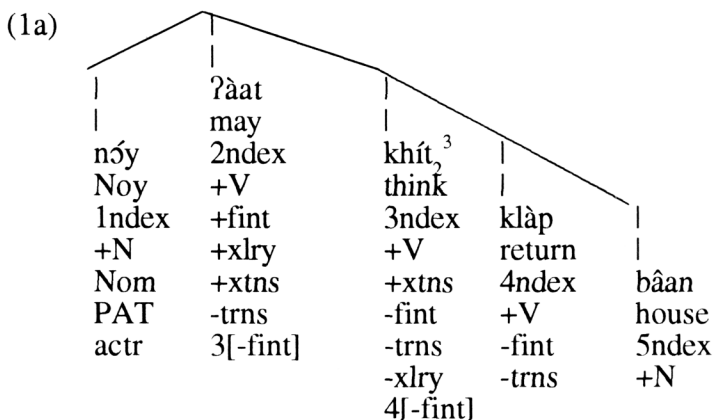 (1a)
ʔàat
may
nɔ́y 2ndex khít₂³
Noy +V think
1ndex +fint 3ndex klàp
+N +xlry +V return
Nom +xtns +xtns 4ndex bâan
PAT -trns -fint +V house
actr 3[-fint] -trns -fint 5ndex
-xlry -trns +N
4[-fint]